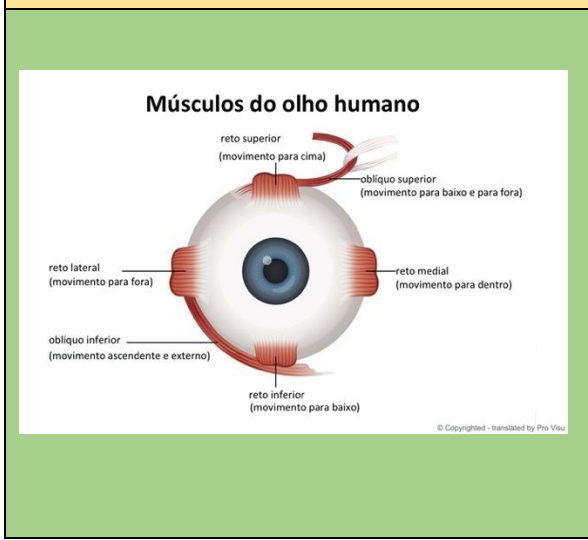 Músculos do olho humano
reto superior
(movimento para cima)
oblíquo superior
(movimento para baixo e para fora)
reto lateral
(movimento para fora)
reto medial
(movimento para dentro)
oblíquo inferior
(movimento ascendente e externo)
reto inferior
(movimento para baixo)
© Copyrighted - translated by Pro Visu